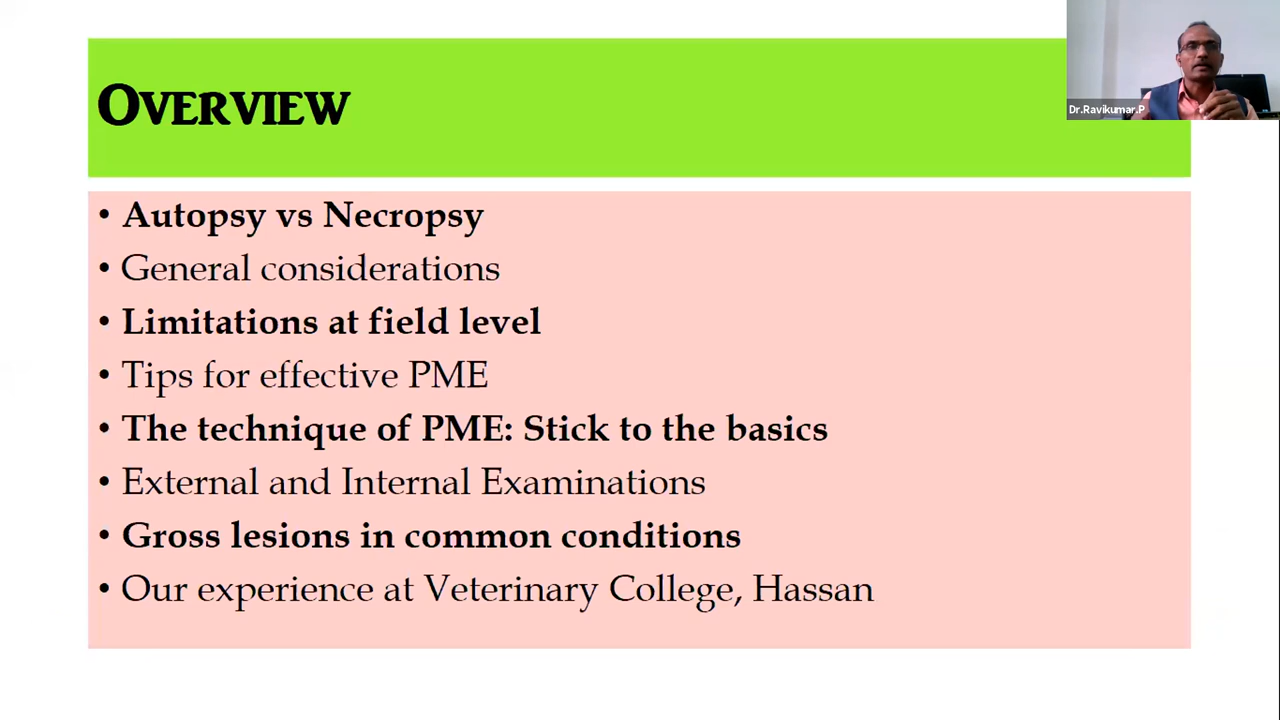 OVERVIEW
Dr.Ravikumar.P
• Autopsy vs Necropsy
• General considerations
• Limitations at field level
• Tips for effective PME
• The technique of PME: Stick to the basics
• External and Internal Examinations
• Gross lesions in common conditions
• Our experience at Veterinary College, Hassan